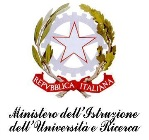 REPVBBLICA ITALIANA
Ministero dell'Istruzione
dell'Università e Ricerca